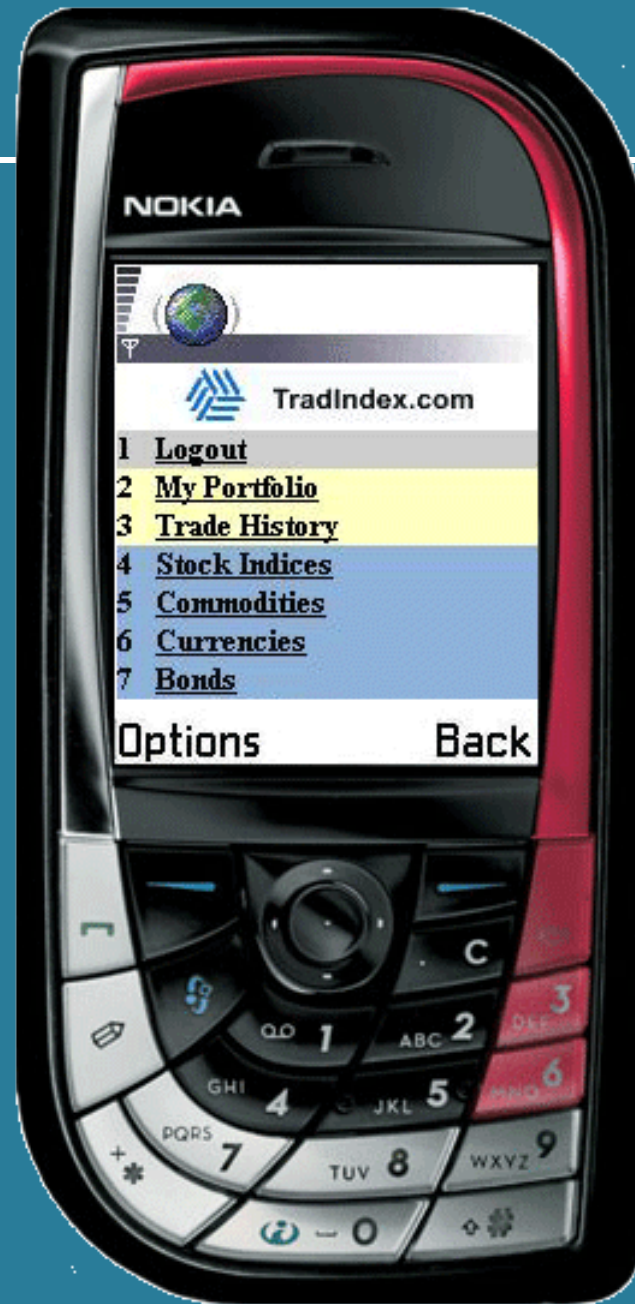 NOKIA
TradIndex.com
1 Logout
2 My Portfolio
3 Trade History
4 Stock Indices
5 Commodities
6 Currencies
7 Bonds
Options Back
C
1 ABC 2 DEF 3
GHI 4 JKL 5 MNO 6
PQRS 7 TUV 8 WXYZ 9
+ * - 0 #